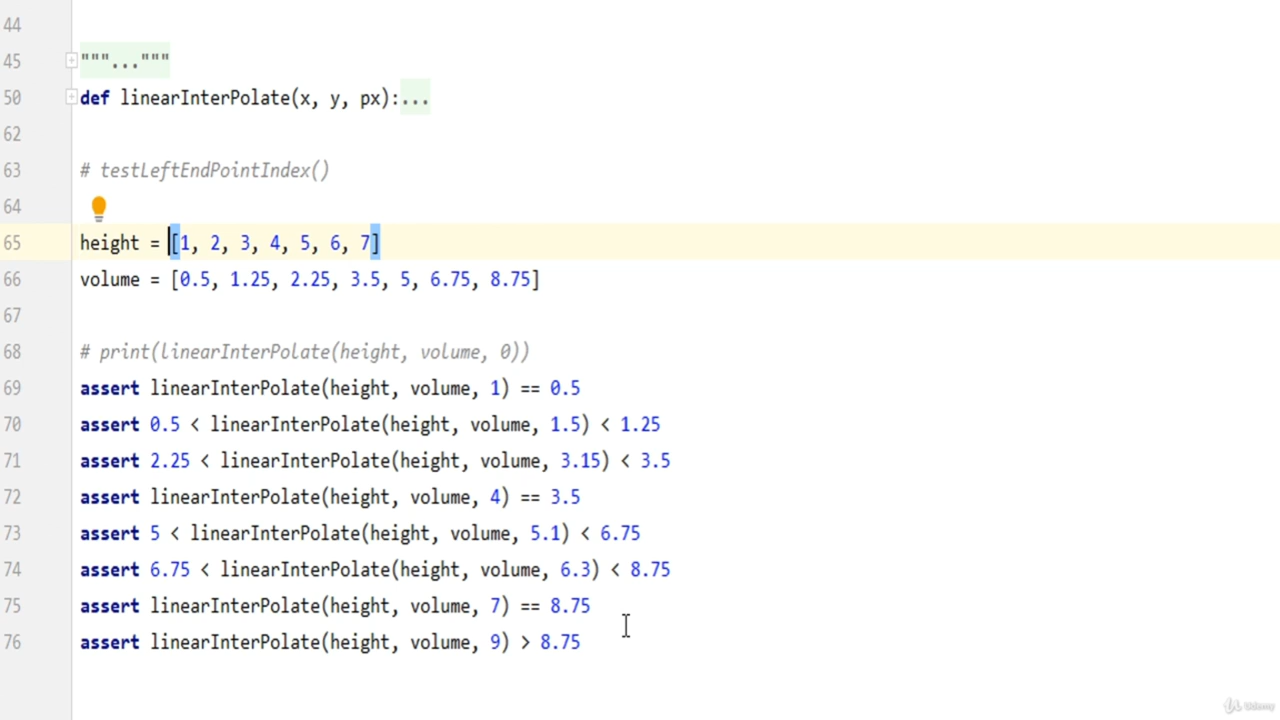 44
45 """..."""
50 def linearInterPolate(x, y, px):...
62
63 # testLeftEndPointIndex()
64
65 height = [1, 2, 3, 4, 5, 6, 7]
66 volume = [0.5, 1.25, 2.25, 3.5, 5, 6.75, 8.75]
67
68 # print(linearInterPolate(height, volume, 0))
69 assert linearInterPolate(height, volume, 1) == 0.5
70 assert 0.5 < linearInterPolate(height, volume, 1.5) < 1.25
71 assert 2.25 < linearInterPolate(height, volume, 3.15) < 3.5
72 assert linearInterPolate(height, volume, 4) == 3.5
73 assert 5 < linearInterPolate(height, volume, 5.1) < 6.75
74 assert 6.75 < linearInterPolate(height, volume, 6.3) < 8.75
75 assert linearInterPolate(height, volume, 7) == 8.75
76 assert linearInterPolate(height, volume, 9) > 8.75
Udemy